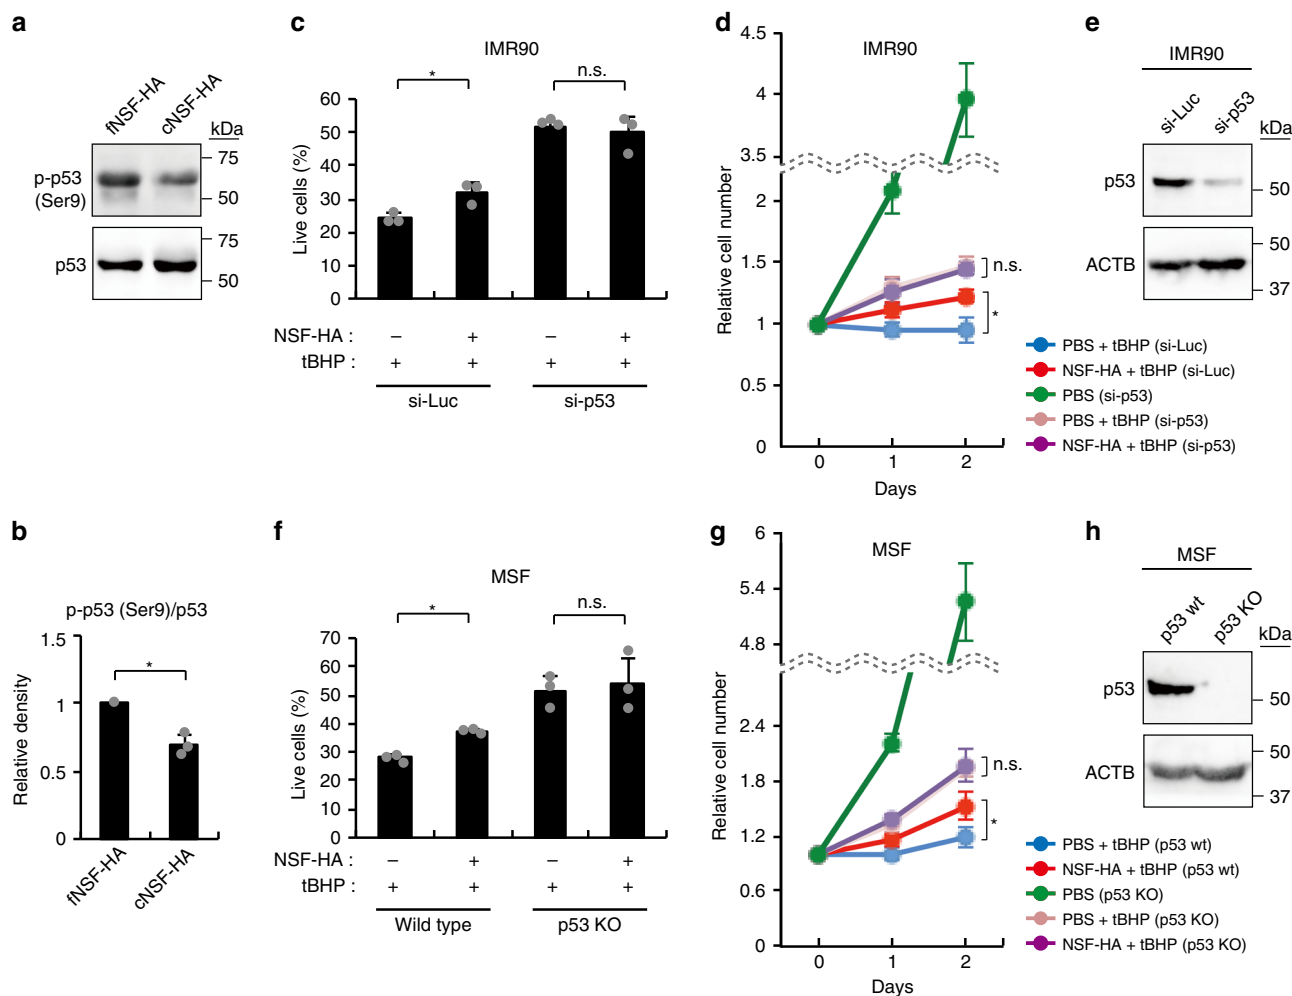 a
fNSF-HA
cNSF-HA
kDa
p-p53
(Ser9)
75
50
p53
75
50
b
p-p53 (Ser9)/p53
Relative density
1.5
1
0.5
0
*
fNSF-HA
cNSF-HA
c
IMR90
*
n.s.
Live cells (%)
60
50
40
30
20
10
0
NSF-HA : – + – +
tBHP : + + + +
si-Luc si-p53
d
IMR90
Relative cell number
4.5
4
3.5
2
1.5
1
0.5
0
n.s.
*
0 1 2
Days
PBS + tBHP (si-Luc)
NSF-HA + tBHP (si-Luc)
PBS (si-p53)
PBS + tBHP (si-p53)
NSF-HA + tBHP (si-p53)
e
IMR90
si-Luc
si-p53
kDa
p53
50
ACTB
50
37
f
MSF
*
n.s.
Live cells (%)
70
60
50
40
30
20
10
0
NSF-HA : – + – +
tBHP : + + + +
Wild type p53 KO
g
MSF
Relative cell number
6
5.4
4.8
2.4
1.8
1.2
0.6
0
n.s.
*
0 1 2
Days
PBS + tBHP (p53 wt)
NSF-HA + tBHP (p53 wt)
PBS (p53 KO)
PBS + tBHP (p53 KO)
NSF-HA + tBHP (p53 KO)
h
MSF
p53 wt
p53 KO
kDa
p53
50
ACTB
50
37